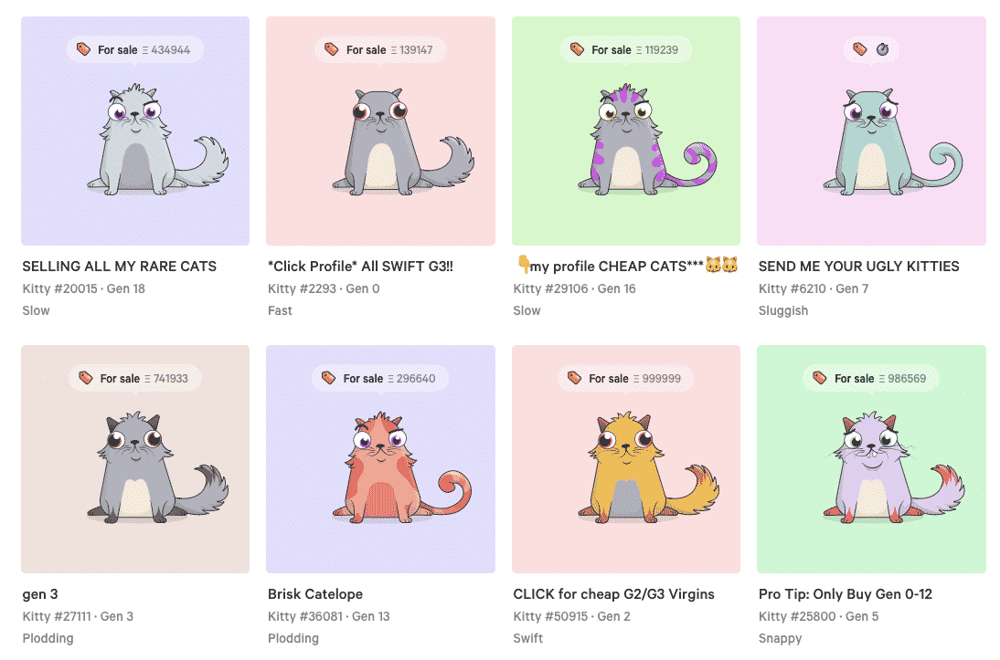 For sale Ξ 434944
For sale Ξ 139147
For sale Ξ 119239
SELLING ALL MY RARE CATS
Kitty #20015 · Gen 18
Slow
*Click Profile* All SWIFT G3!!
Kitty #2293 · Gen 0
Fast
👇my profile CHEAP CATS***🐱🐱
Kitty #29106 · Gen 16
Slow
SEND ME YOUR UGLY KITTIES
Kitty #6210 · Gen 7
Sluggish
For sale Ξ 741933
For sale Ξ 296640
For sale Ξ 999999
For sale Ξ 986569
gen 3
Kitty #27111 · Gen 3
Plodding
Brisk Catelope
Kitty #36081 · Gen 13
Plodding
CLICK for cheap G2/G3 Virgins
Kitty #50915 · Gen 2
Swift
Pro Tip: Only Buy Gen 0-12
Kitty #25800 · Gen 5
Snappy